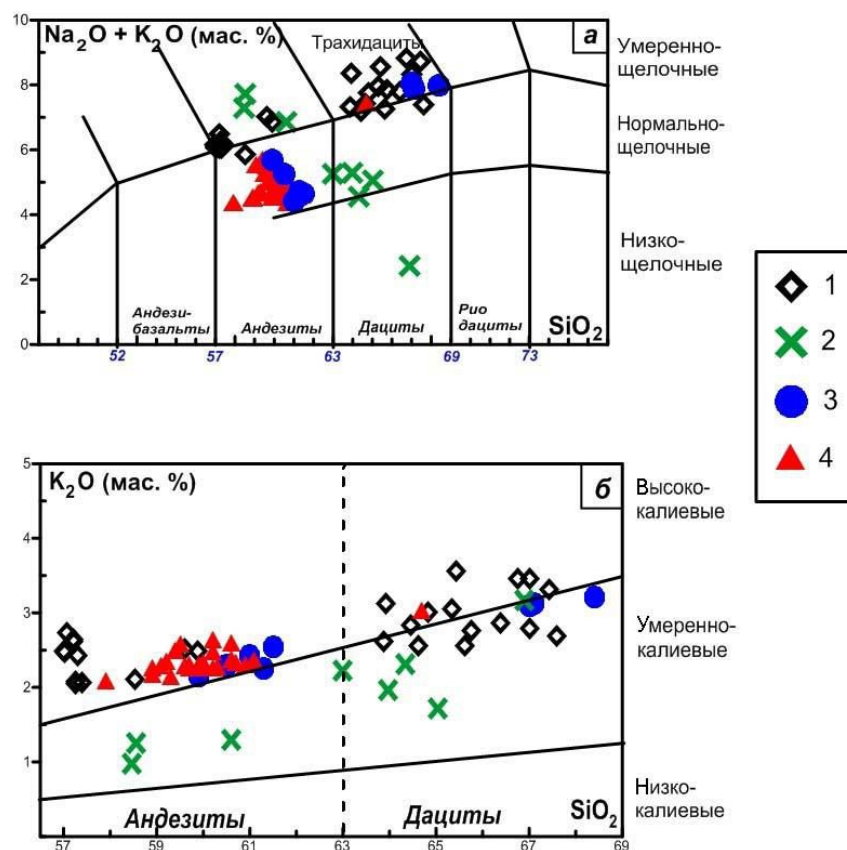 10
Na2O + K2O (мас. %)
а
Трахидациты
Умеренно-
щелочные
8
Нормально-
щелочные
6
4
Низко-
щелочные
2
Андези-
базальты
Андезиты
Дациты
Рио
дациты
SiO2
0
52
57
63
69
73
1
2
3
4
5
K2O (мас. %)
б
Высоко-
калиевые
4
3
Умеренно-
калиевые
2
1
Низко-
калиевые
Андезиты
Дациты
SiO2
57
59
61
63
65
67
69